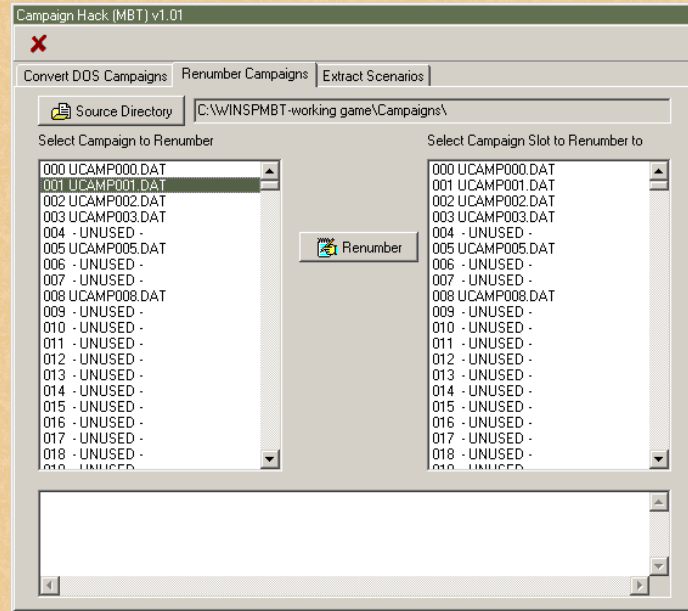 Campaign Hack (MBT) v1.01
Convert DOS Campaigns Renumber Campaigns Extract Scenarios
Source Directory C:\WINSPMBT-working game\Campaigns\
Select Campaign to Renumber
000 UCAMP000.DAT
001 UCAMP001.DAT
002 UCAMP002.DAT
003 UCAMP003.DAT
004 - UNUSED -
005 UCAMP005.DAT
006 - UNUSED -
007 - UNUSED -
008 UCAMP008.DAT
009 - UNUSED -
010 - UNUSED -
011 - UNUSED -
012 - UNUSED -
013 - UNUSED -
014 - UNUSED -
015 - UNUSED -
016 - UNUSED -
017 - UNUSED -
018 - UNUSED -
019 - UNUSED -
Renumber
Select Campaign Slot to Renumber to
000 UCAMP000.DAT
001 UCAMP001.DAT
002 UCAMP002.DAT
003 UCAMP003.DAT
004 - UNUSED -
005 UCAMP005.DAT
006 - UNUSED -
007 - UNUSED -
008 UCAMP008.DAT
009 - UNUSED -
010 - UNUSED -
011 - UNUSED -
012 - UNUSED -
013 - UNUSED -
014 - UNUSED -
015 - UNUSED -
016 - UNUSED -
017 - UNUSED -
018 - UNUSED -
019 - UNUSED -